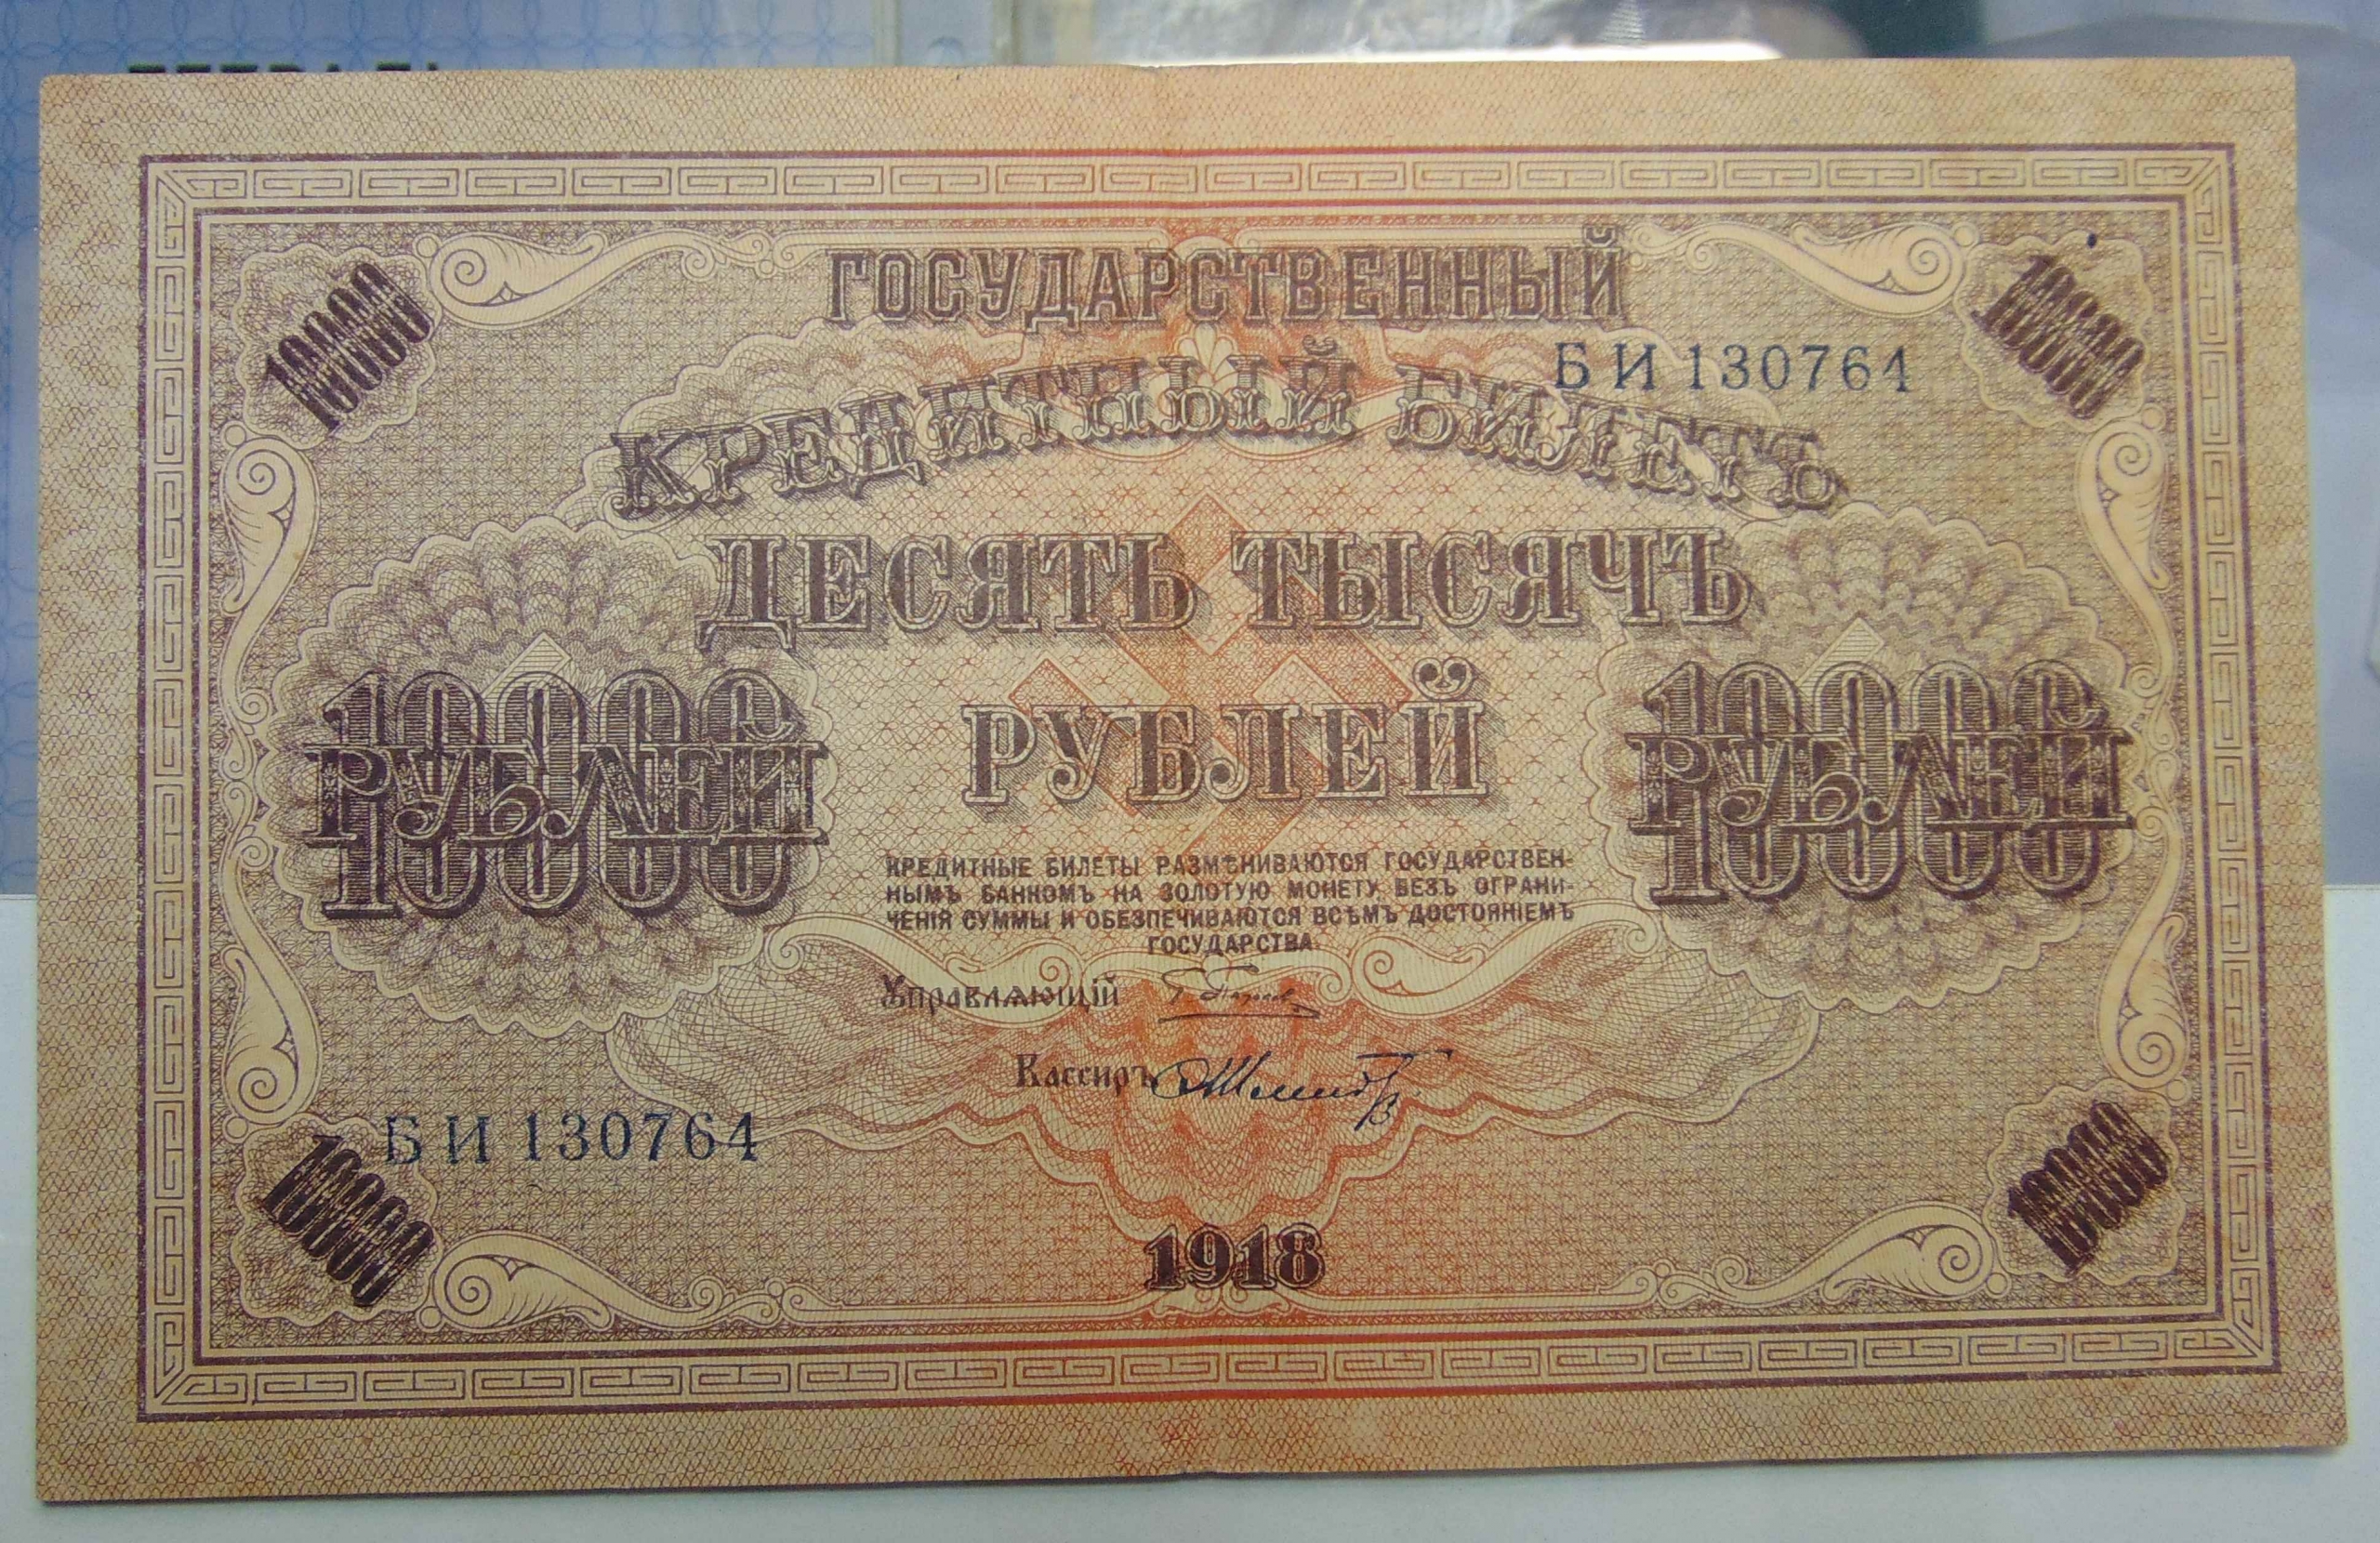 10000
ГОСУДАРСТВЕННЫЙ
10000
БИ 130764
КРЕДИТНЫЙ БИЛЕТЪ
ДЕСЯТЬ ТЫСЯЧЪ
РУБЛЕЙ
10000
РУБЛЕЙ
10000
РУБЛЕЙ
КРЕДИТНЫЕ БИЛЕТЫ РАЗМѢНИВАЮТСЯ ГОСУДАРСТВЕН-
НЫМЪ БАНКОМЪ НА ЗОЛОТУЮ МОНЕТУ БЕЗЪ ОГРАНИ-
ЧЕНІЯ СУММЫ И ОБЕЗПЕЧИВАЮТСЯ ВСѢМЪ ДОСТОЯНІЕМЪ
ГОСУДАРСТВА.
Управляющій
Кассиръ
БИ 130764
10000
1918
10000